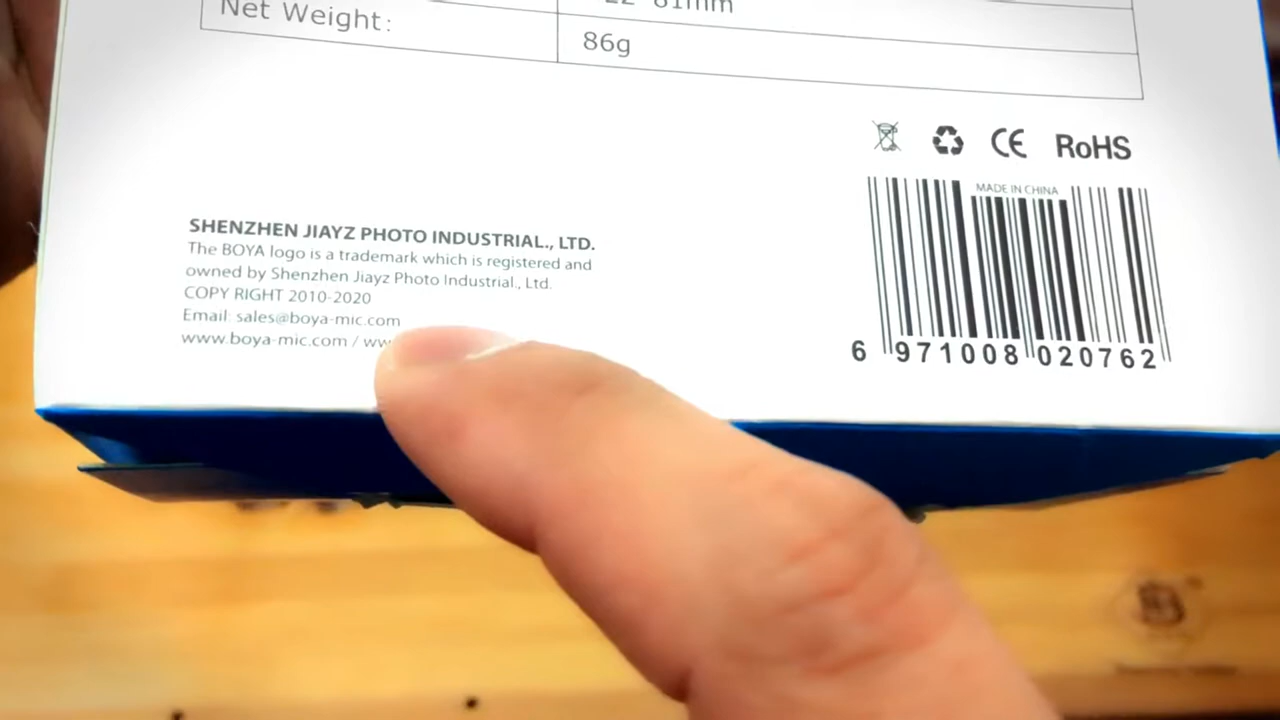 81mm
Net Weight:
86g
CE RoHS
MADE IN CHINA
SHENZHEN JIAYZ PHOTO INDUSTRIAL., LTD.
The BOYA logo is a trademark which is registered and
owned by Shenzhen Jiayz Photo Industrial., Ltd.
COPY RIGHT 2010-2020
Email: sales@boya-mic.com
www.boya-mic.com /
6 971008 020762